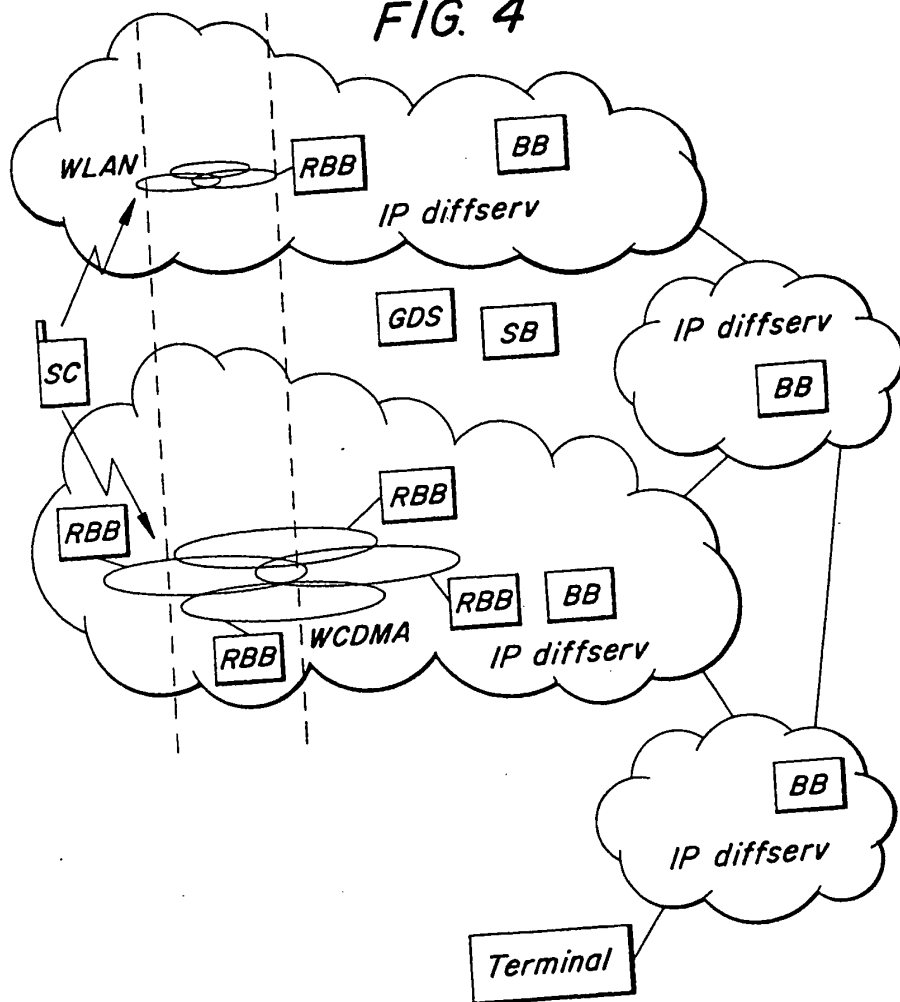 FIG. 4
WLAN
RBB
BB
IP diffserv
GDS
SB
IP diffserv
BB
SC
RBB
RBB
RBB
BB
WCDMA
RBB
IP diffserv
BB
IP diffserv
Terminal